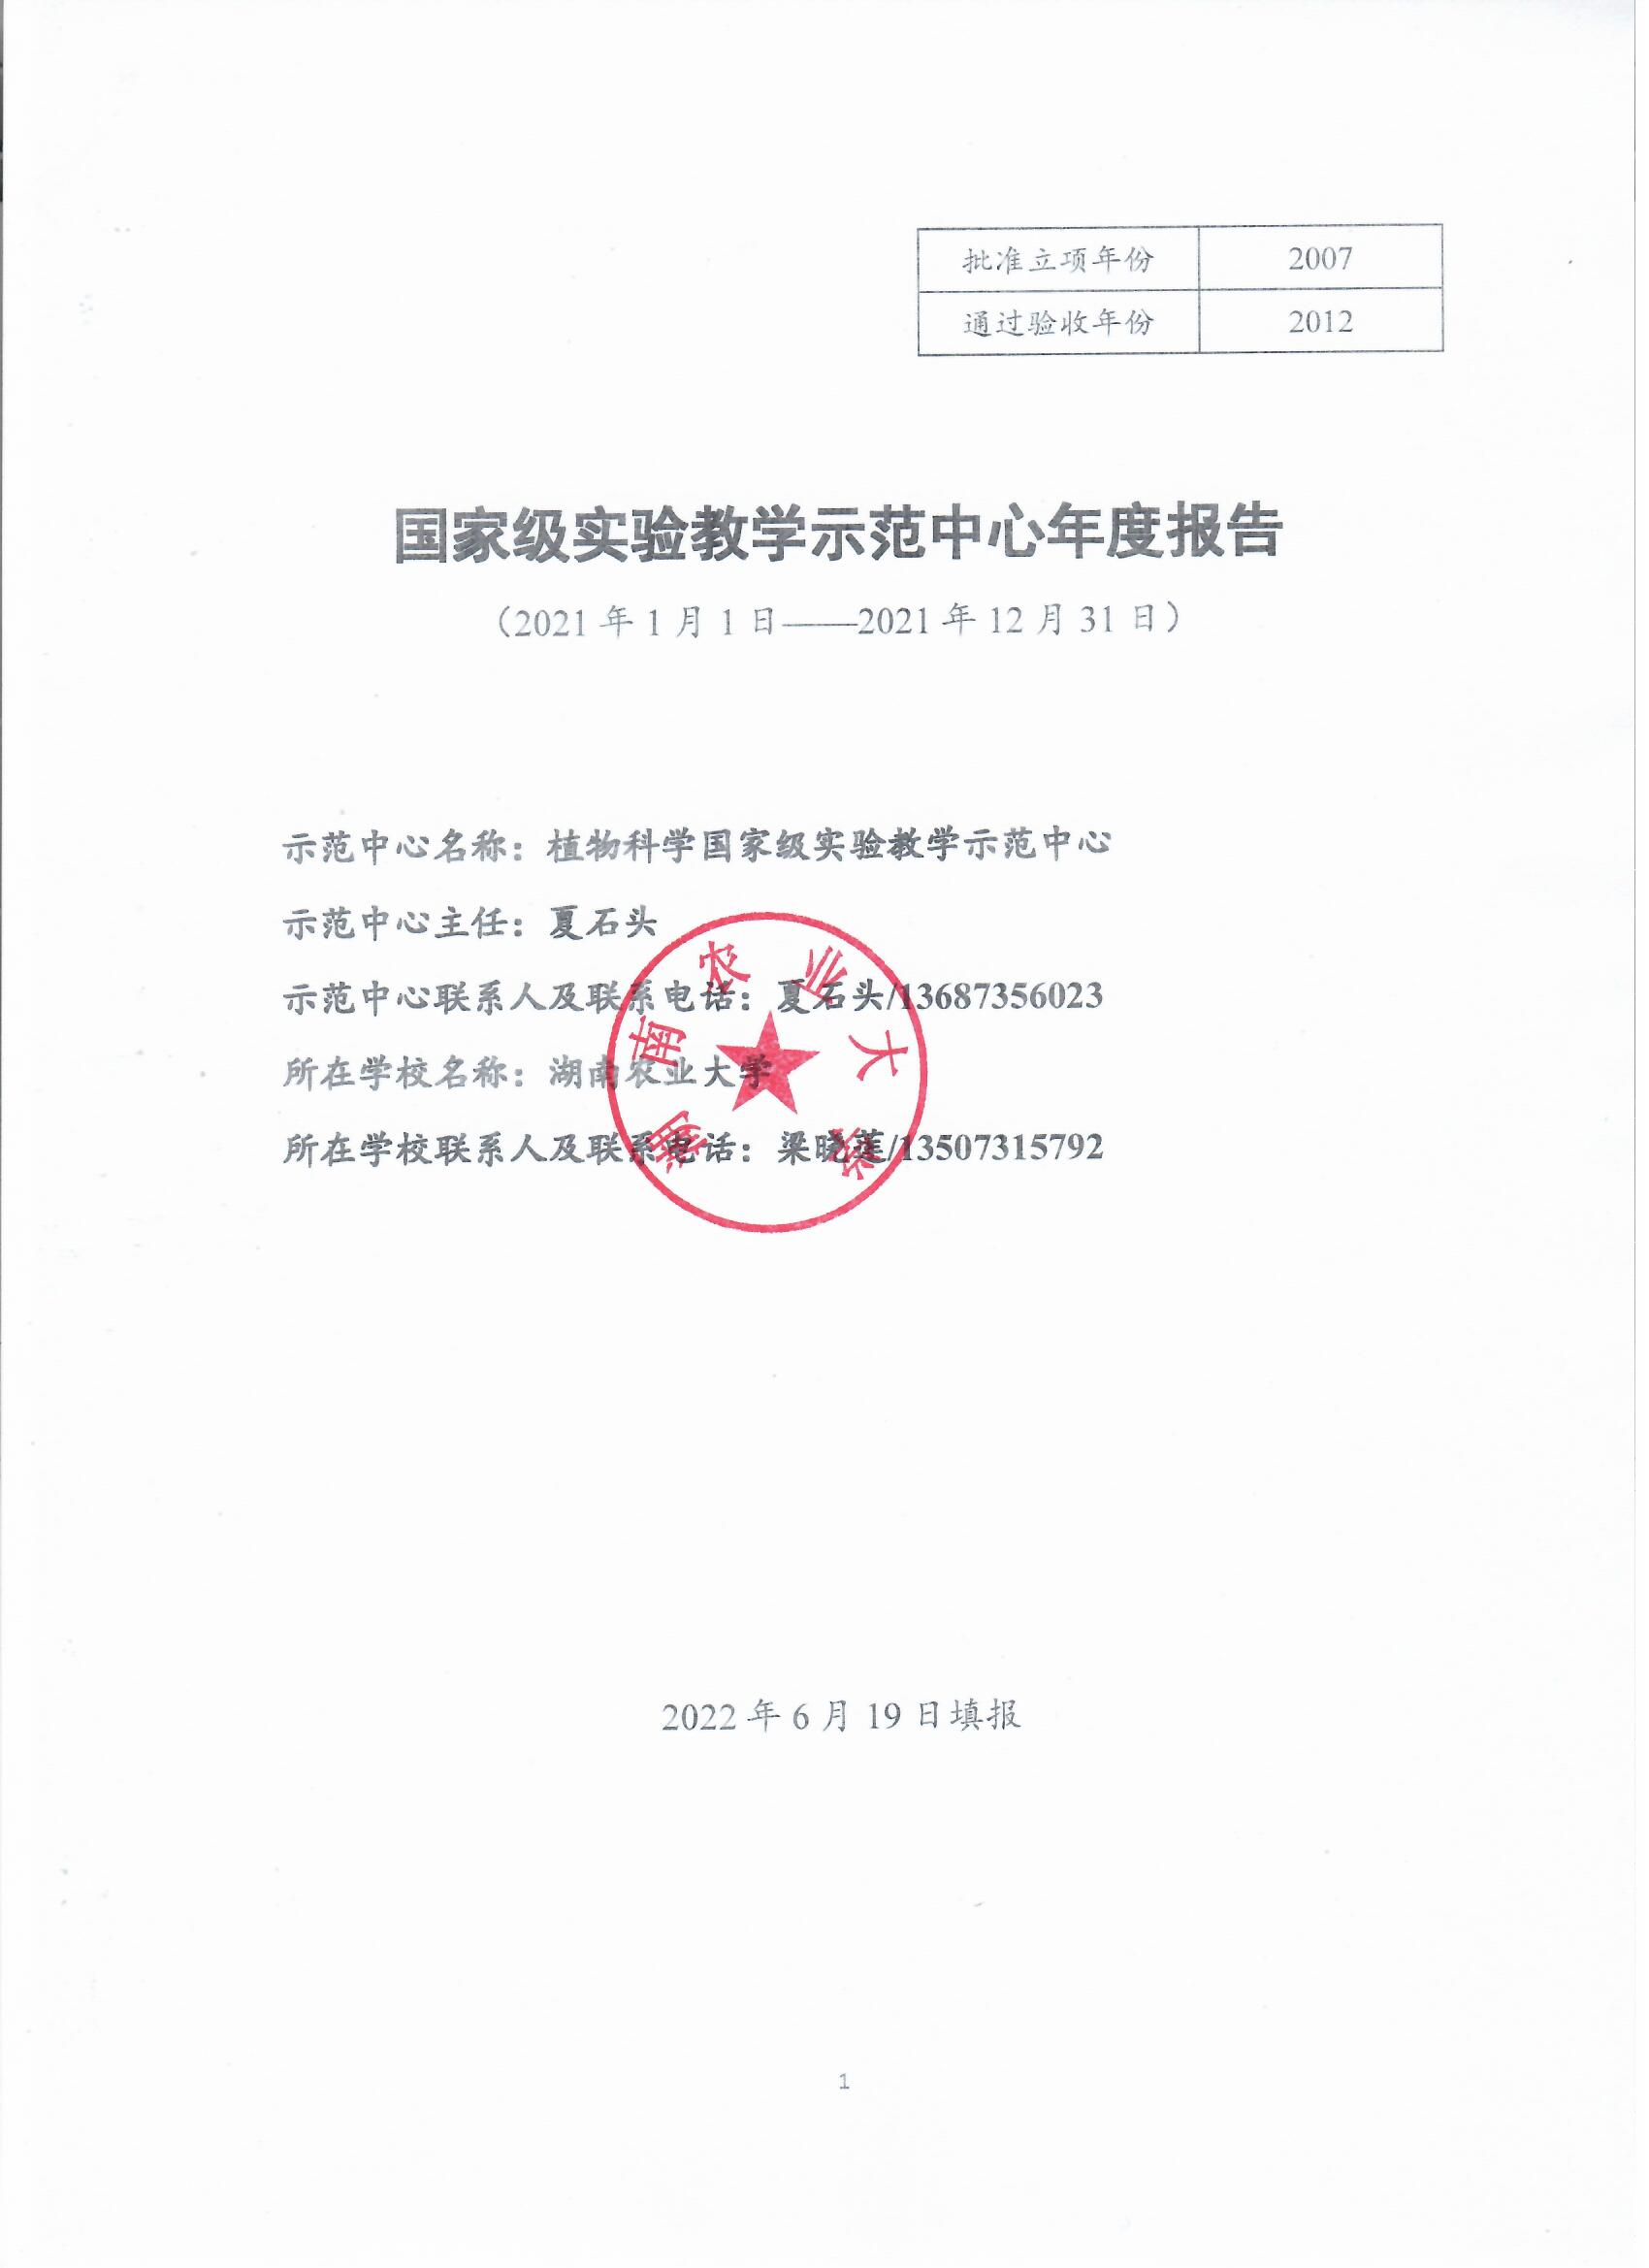 批准立项年份 2007
通过验收年份 2012
国家级实验教学示范中心年度报告
（2021年1月1日——2021年12月31日）
示范中心名称：植物科学国家级实验教学示范中心
示范中心主任：夏石头
示范中心联系人及联系电话：夏石头/13687356023
所在学校名称：湖南农业大学
所在学校联系人及联系电话：梁晓莲/13507315792
湖南农业大学
2022年6月19日填报
1